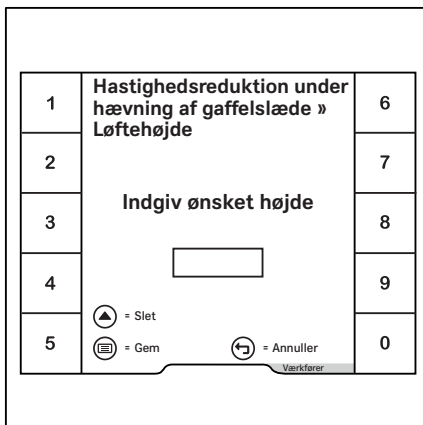 1
2
3
4
5
Hastighedsreduktion under
hævning af gaffelslæde »
Løftehøjde
Indgiv ønsket højde
= Slet
= Gem
= Annuller
Værkfører
6
7
8
9
0